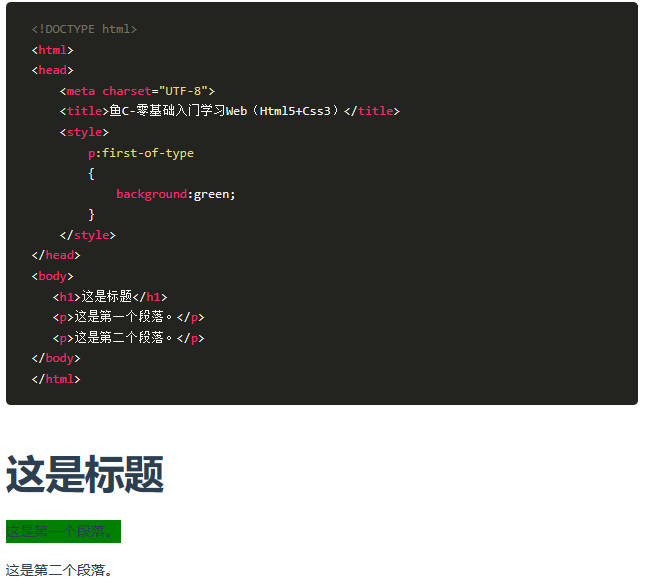 <!DOCTYPE html>
<html>
<head>
    <meta charset="UTF-8">
    <title>鱼C-零基础入门学习Web（Html5+Css3）</title>
    <style>
        p:first-of-type
        {
            background:green;
        }
    </style>
</head>
<body>
   <h1>这是标题</h1>
   <p>这是第一个段落。</p>
   <p>这是第二个段落。</p>
</body>
</html>
这是标题
这是第一个段落。
这是第二个段落。